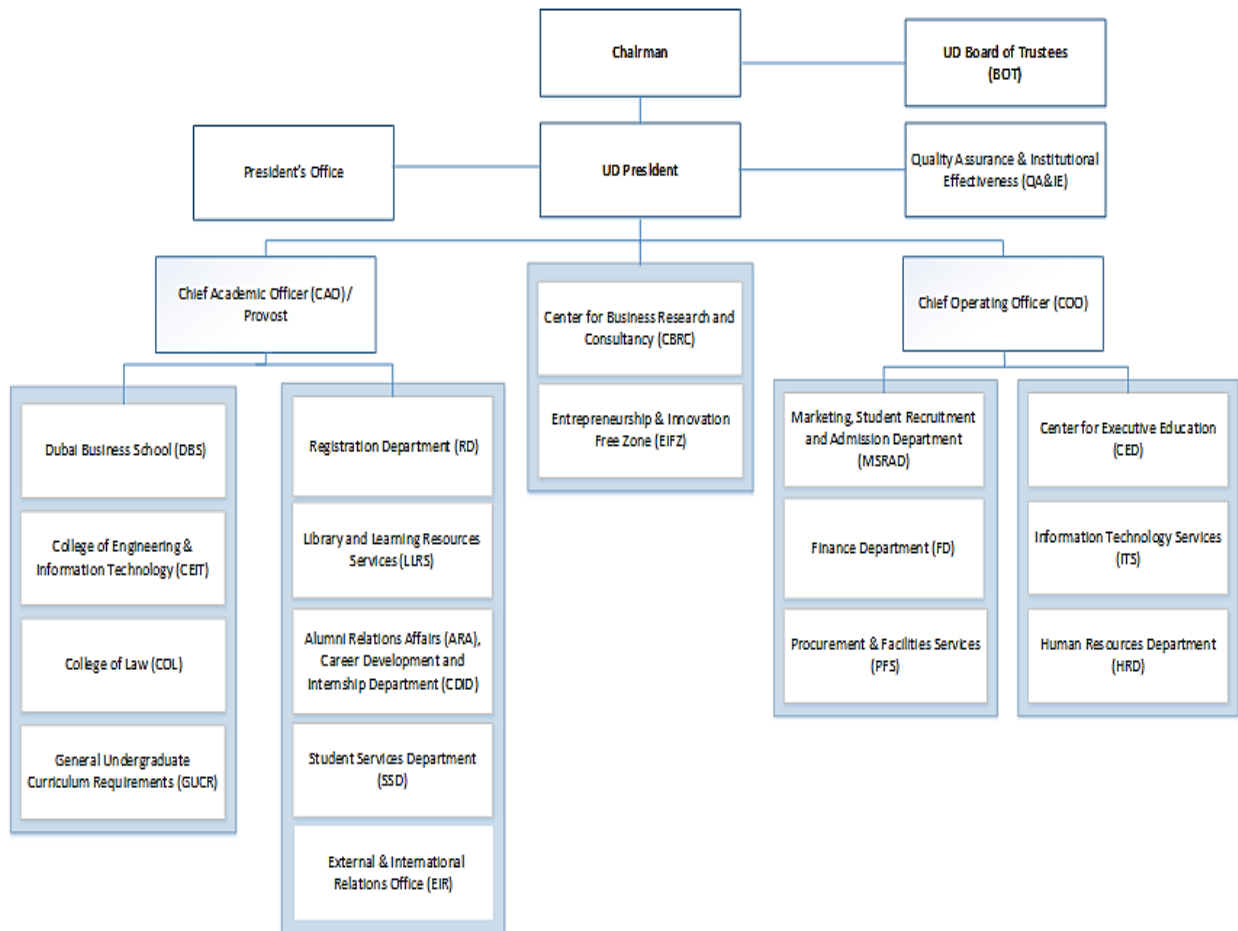 Chairman
UD Board of Trustees
(BOT)
President's Office
UD President
Quality Assurance & Institutional
Effectiveness (QA&IE)
Chief Academic Officer (CAO) /
Provost
Center for Business Research and
Consultancy (CBRC)
Entrepreneurship & Innovation
Free Zone (EIFZ)
Chief Operating Officer (COO)
Dubai Business School (DBS)
College of Engineering &
Information Technology (CEIT)
College of Law (COL)
General Undergraduate
Curriculum Requirements (GUCR)
Registration Department (RD)
Library and Learning Resources
Services (LLRS)
Alumni Relations Affairs (ARA),
Career Development and
Internship Department (CDID)
Student Services Department
(SSD)
External & International
Relations Office (EIR)
Marketing, Student Recruitment
and Admission Department
(MSRAD)
Finance Department (FD)
Procurement & Facilities Services
(PFS)
Center for Executive Education
(CED)
Information Technology Services
(ITS)
Human Resources Department
(HRD)